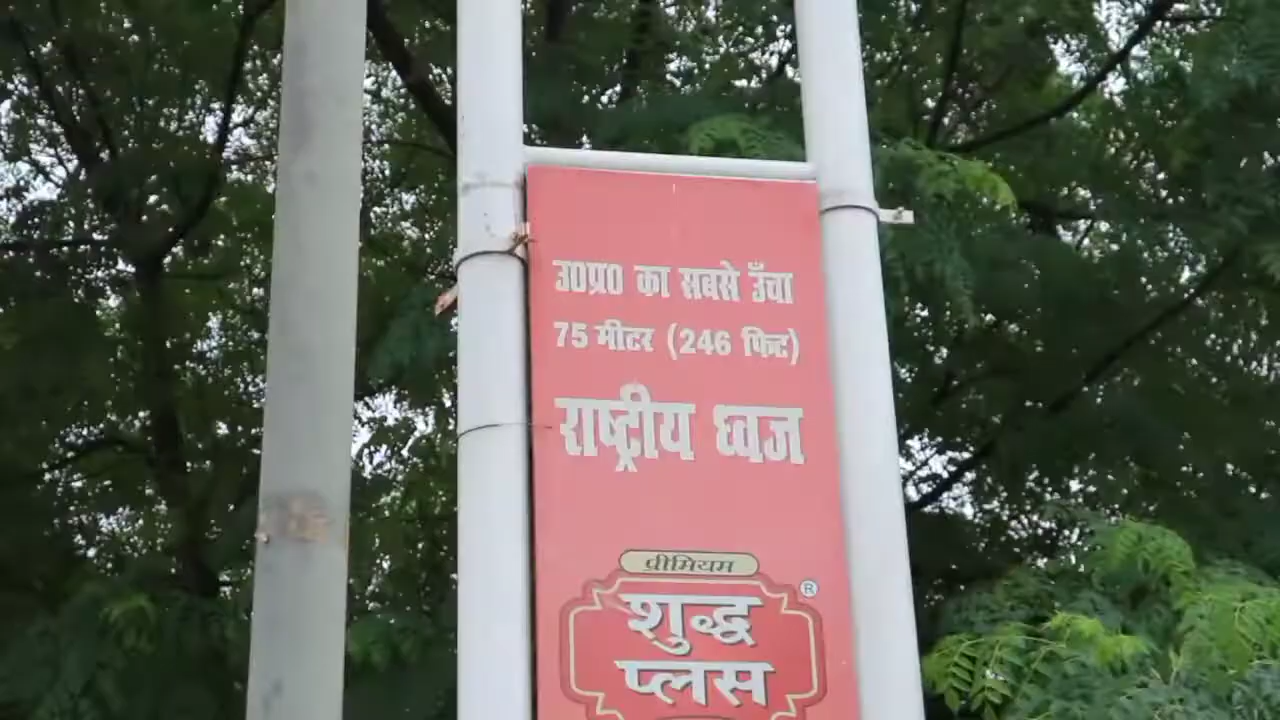 उ0प्र0 का सबसे उँचा
75 मीटर (246 फिट)
राष्ट्रीय ध्वज
प्रीमियम
शुद्ध ®
प्लस